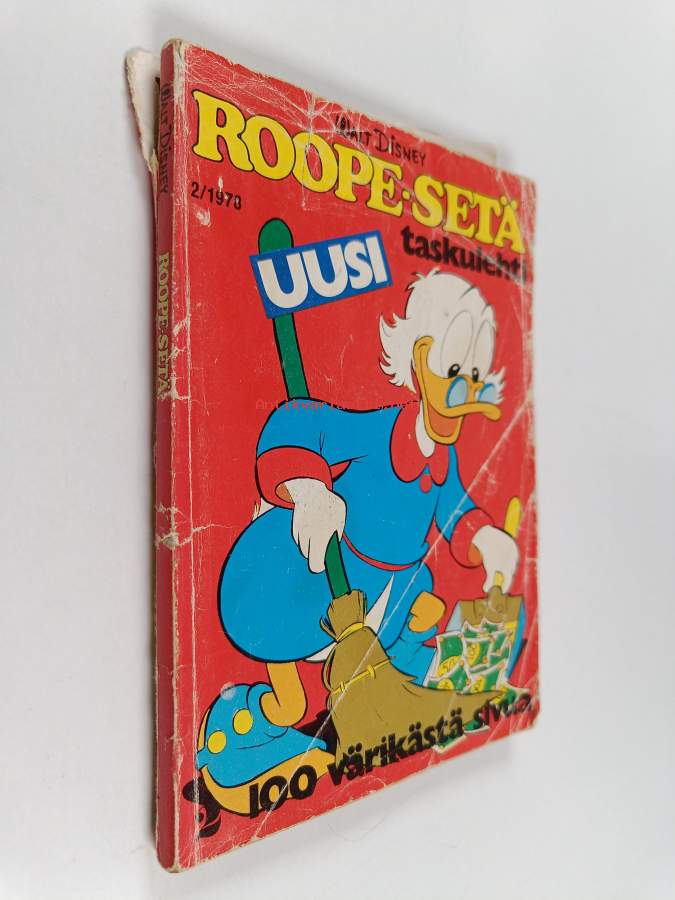 WALT DISNEY
ROOPE-SETÄ
2/1978
taskulehti
UUSI
100 värikästä sivua
WALT DISNEY
ROOPE-SETÄ